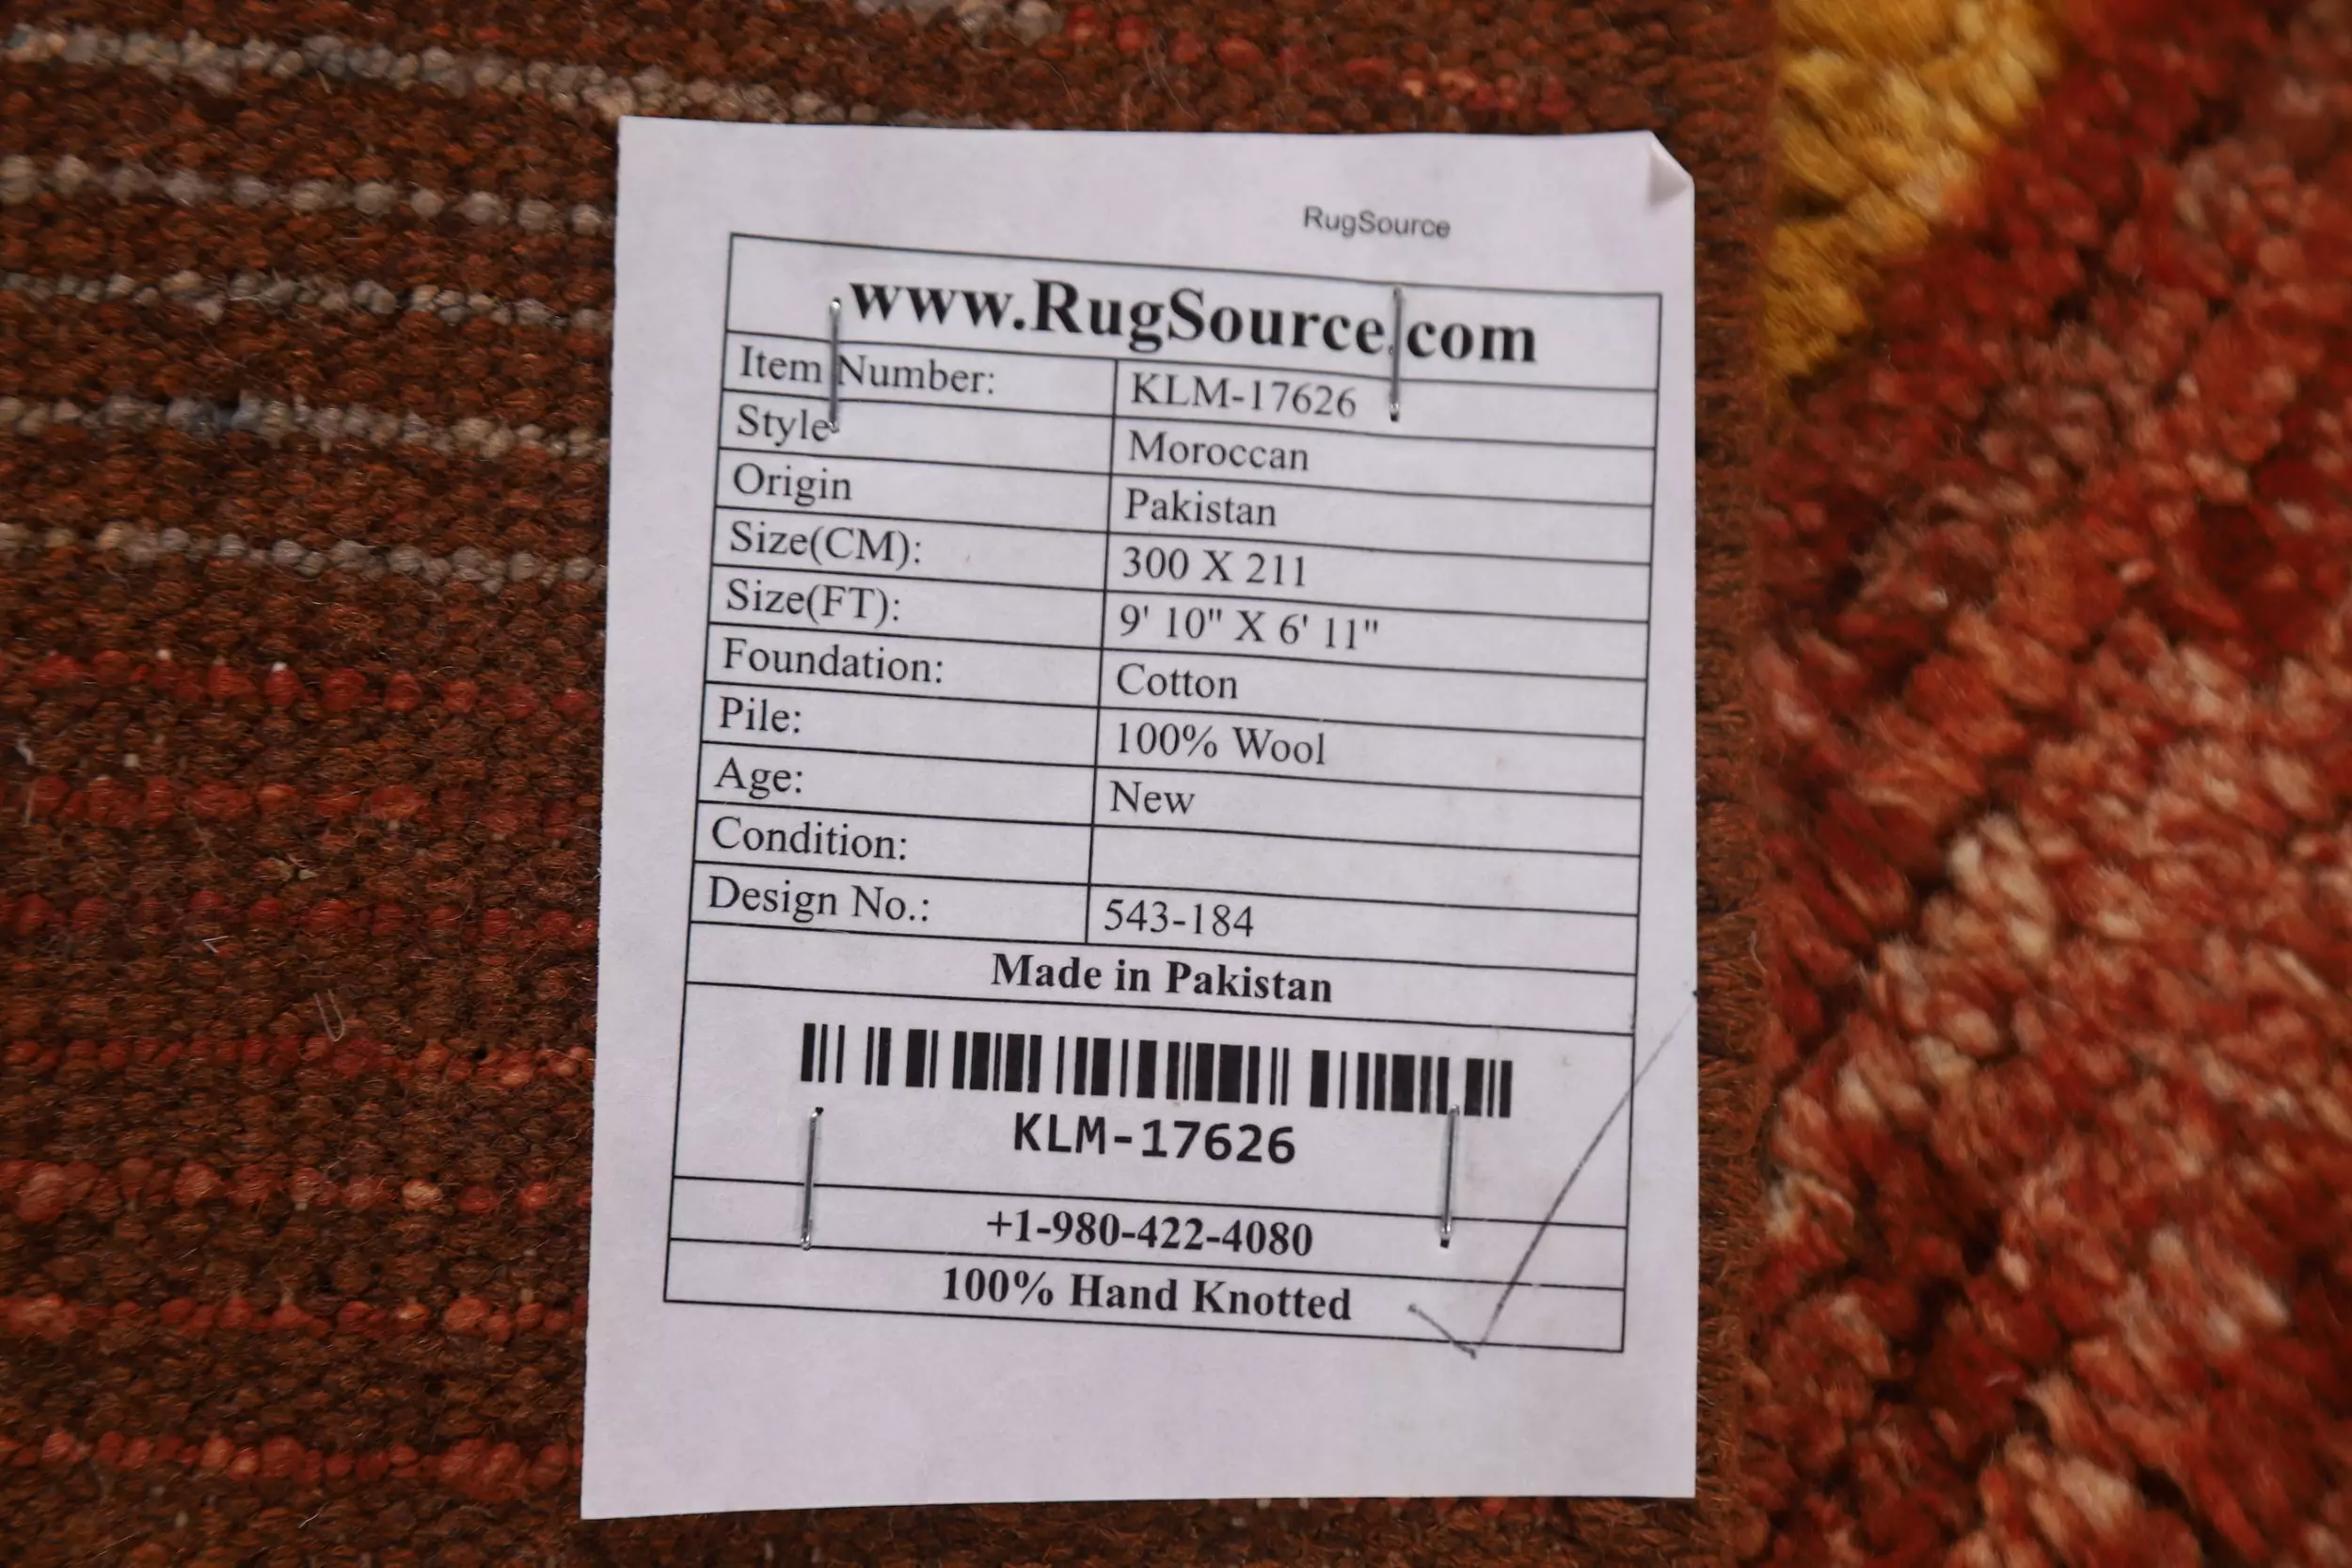 RugSource
www.RugSource.com
Item Number: KLM-17626
Style Moroccan
Origin Pakistan
Size(CM): 300 X 211
Size(FT): 9' 10" X 6' 11"
Foundation: Cotton
Pile: 100% Wool
Age: New
Condition:
Design No.: 543-184
Made in Pakistan
KLM-17626
+1-980-422-4080
100% Hand Knotted